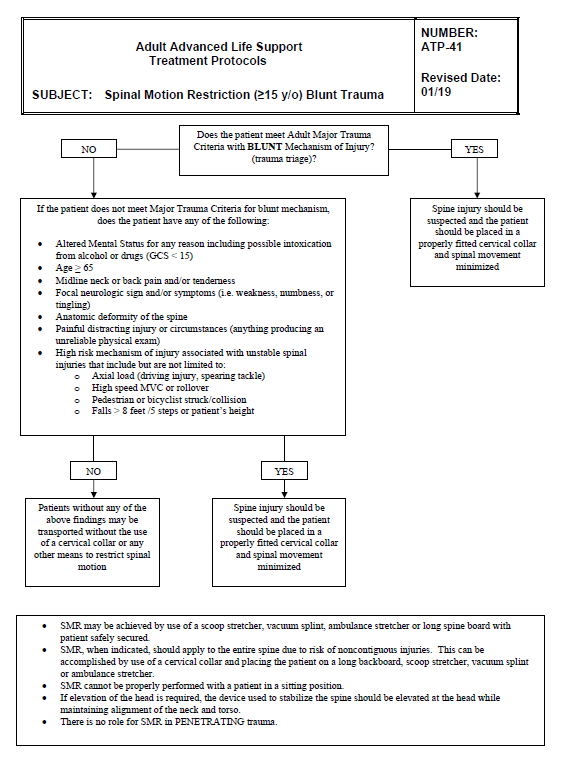 Adult Advanced Life Support
Treatment Protocols
SUBJECT: Spinal Motion Restriction (≥15 y/o) Blunt Trauma
NUMBER:
ATP-41
Revised Date:
01/19
Does the patient meet Adult Major Trauma
Criteria with BLUNT Mechanism of Injury?
(trauma triage)?
NO
YES
If the patient does not meet Major Trauma Criteria for blunt mechanism,
does the patient have any of the following:
• Altered Mental Status for any reason including possible intoxication
from alcohol or drugs (GCS < 15)
• Age ≥ 65
• Midline neck or back pain and/or tenderness
• Focal neurologic sign and/or symptoms (i.e. weakness, numbness, or
tingling)
• Anatomic deformity of the spine
• Painful distracting injury or circumstances (anything producing an
unreliable physical exam)
• High risk mechanism of injury associated with unstable spinal
injuries that include but are not limited to:
o Axial load (driving injury, spearing tackle)
o High speed MVC or rollover
o Pedestrian or bicyclist struck/collision
o Falls > 8 feet /5 steps or patient's height
Spine injury should be
suspected and the patient
should be placed in a
properly fitted cervical collar
and spinal movement
minimized
NO
YES
Patients without any of the
above findings may be
transported without the use
of a cervical collar or any
other means to restrict spinal
motion
Spine injury should be
suspected and the patient
should be placed in a
properly fitted cervical collar
and spinal movement
minimized
• SMR may be achieved by use of a scoop stretcher, vacuum splint, ambulance stretcher or long spine board with
patient safely secured.
• SMR, when indicated, should apply to the entire spine due to risk of noncontiguous injuries. This can be
accomplished by use of a cervical collar and placing the patient on a long backboard, scoop stretcher, vacuum splint
or ambulance stretcher.
• SMR cannot be properly performed with a patient in a sitting position.
• If elevation of the head is required, the device used to stabilize the spine should be elevated at the head while
maintaining alignment of the neck and torso.
• There is no role for SMR in PENETRATING trauma.